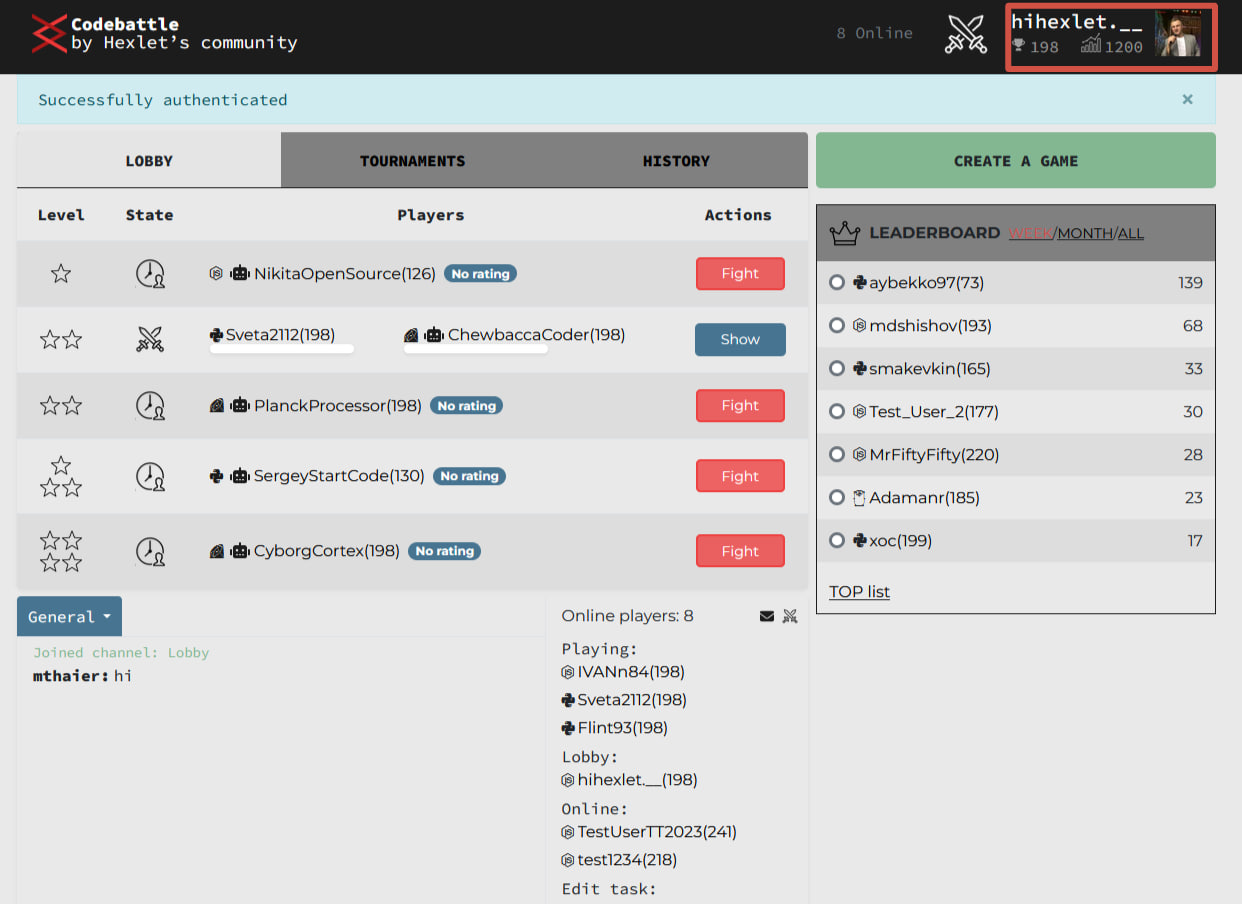 Codebattle
by Hexlet’s community
8 Online
hihexlet.__
198 1200
Successfully authenticated ×
LOBBY TOURNAMENTS HISTORY
Level State Players Actions
NikitaOpenSource(126) No rating Fight
Sveta2112(198) ChewbaccaCoder(198) Show
PlanckProcessor(198) No rating Fight
SergeyStartCode(130) No rating Fight
CyborgCortex(198) No rating Fight
CREATE A GAME
LEADERBOARD WEEK/MONTH/ALL
aybekko97(73) 139
mdshishov(193) 68
smakevkin(165) 33
Test_User_2(177) 30
MrFiftyFifty(220) 28
Adamanr(185) 23
xoc(199) 17
TOP list
General
Joined channel: Lobby
mthaier: hi
Online players: 8
Playing:
IVANn84(198)
Sveta2112(198)
Flint93(198)
Lobby:
hihexlet.__(198)
Online:
TestUserTT2023(241)
test1234(218)
Edit task: